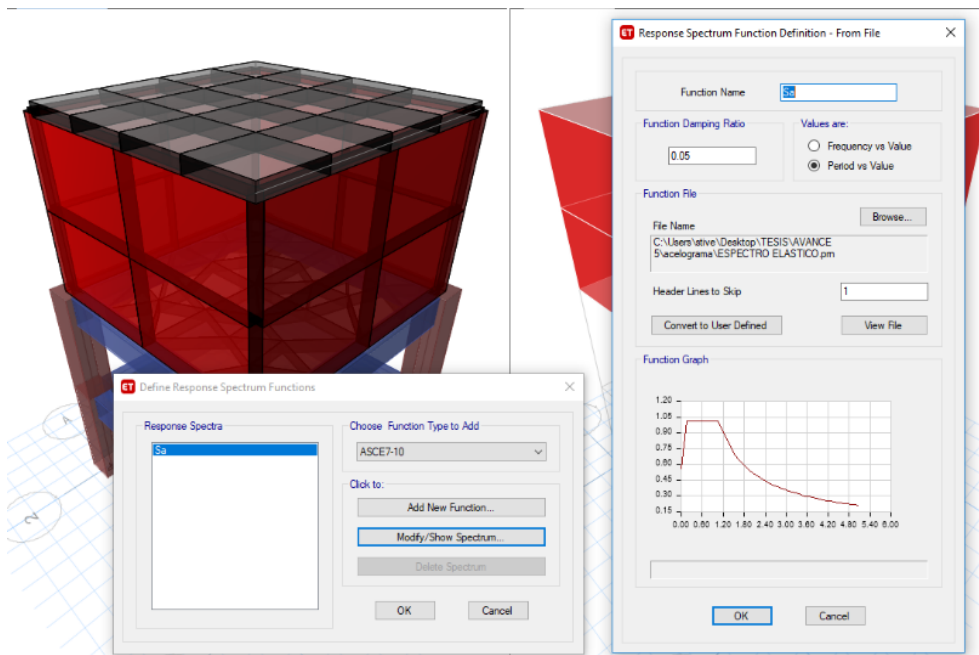 ET Response Spectrum Function Definition - From File
Function Name
Sa
Function Damping Ratio
0.05
Values are:
Frequency vs Value
Period vs Value
Function File
Browse...
File Name
C:\Users\stive\Desktop\TESIS\AVANCE
5\acelograma\ESPECTRO ELASTICO.prn
Header Lines to Skip
1
Convert to User Defined
View File
Function Graph
1.20
1.05
0.90
0.75
0.60
0.45
0.30
0.15
0.00 0.60 1.20 1.80 2.40 3.00 3.60 4.20 4.80 5.40 6.00
OK
Cancel
ET Define Response Spectrum Functions
Response Spectra
Sa
Choose Function Type to Add
ASCE7-10
Click to:
Add New Function...
Modify/Show Spectrum...
Delete Spectrum
OK
Cancel
A
2